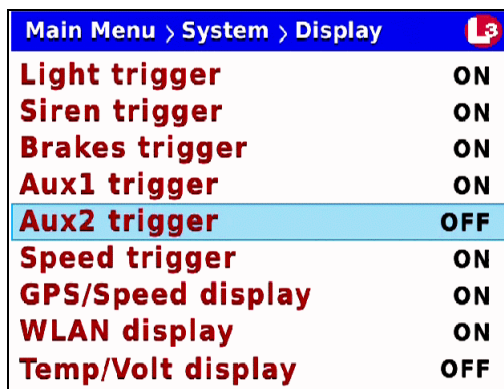 Main Menu > System > Display L3
Light trigger ON
Siren trigger ON
Brakes trigger ON
Aux1 trigger ON
Aux2 trigger OFF
Speed trigger ON
GPS/Speed display ON
WLAN display ON
Temp/Volt display OFF